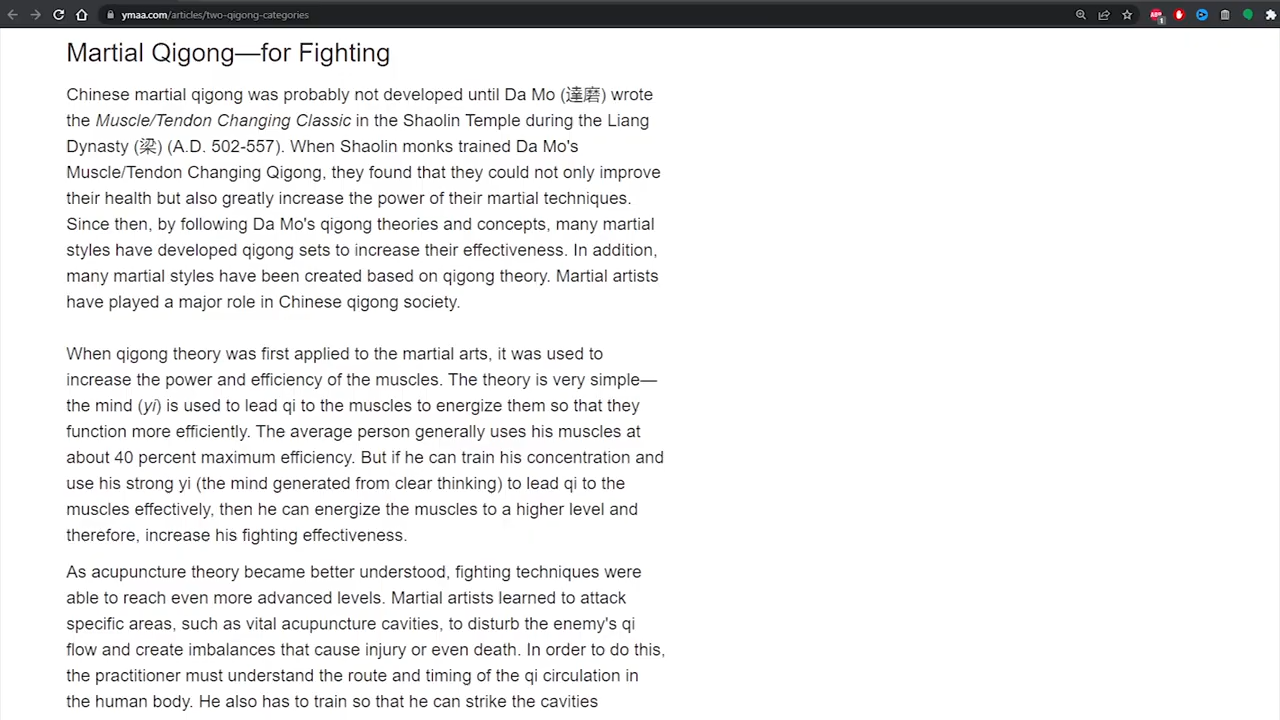 ymaa.com/articles/two-qigong-categories
Martial Qigong—for Fighting
Chinese martial qigong was probably not developed until Da Mo (達磨) wrote
the Muscle/Tendon Changing Classic in the Shaolin Temple during the Liang
Dynasty (梁) (A.D. 502-557). When Shaolin monks trained Da Mo's
Muscle/Tendon Changing Qigong, they found that they could not only improve
their health but also greatly increase the power of their martial techniques.
Since then, by following Da Mo's qigong theories and concepts, many martial
styles have developed qigong sets to increase their effectiveness. In addition,
many martial styles have been created based on qigong theory. Martial artists
have played a major role in Chinese qigong society.
When qigong theory was first applied to the martial arts, it was used to
increase the power and efficiency of the muscles. The theory is very simple—
the mind (yi) is used to lead qi to the muscles to energize them so that they
function more efficiently. The average person generally uses his muscles at
about 40 percent maximum efficiency. But if he can train his concentration and
use his strong yi (the mind generated from clear thinking) to lead qi to the
muscles effectively, then he can energize the muscles to a higher level and
therefore, increase his fighting effectiveness.
As acupuncture theory became better understood, fighting techniques were
able to reach even more advanced levels. Martial artists learned to attack
specific areas, such as vital acupuncture cavities, to disturb the enemy's qi
flow and create imbalances that cause injury or even death. In order to do this,
the practitioner must understand the route and timing of the qi circulation in
the human body. He also has to train so that he can strike the cavities